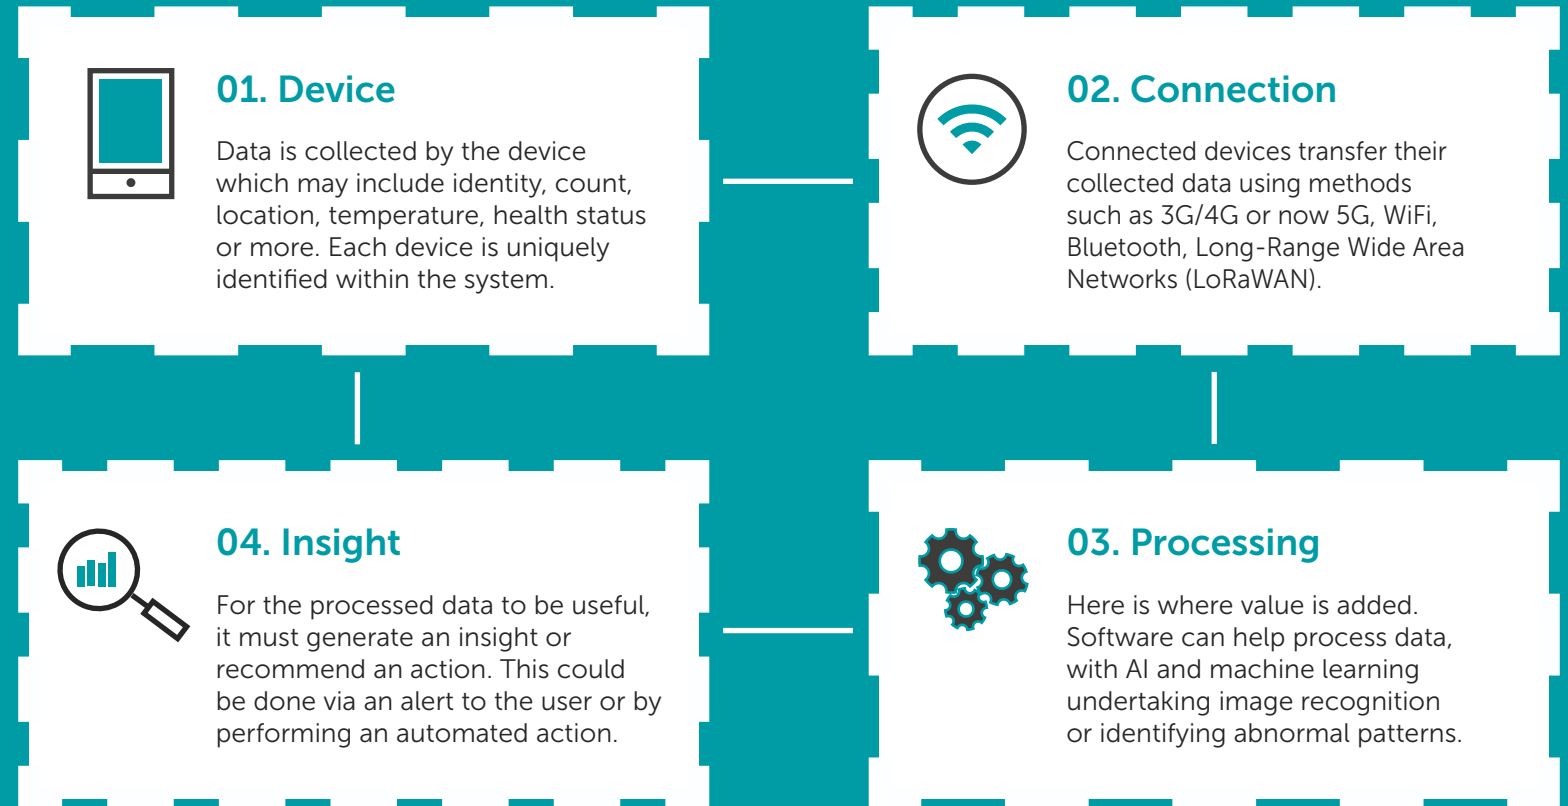 01. Device
Data is collected by the device
which may include identity, count,
location, temperature, health status
or more. Each device is uniquely
identified within the system.
02. Connection
Connected devices transfer their
collected data using methods
such as 3G/4G or now 5G, WiFi,
Bluetooth, Long-Range Wide Area
Networks (LoRaWAN).
03. Processing
Here is where value is added.
Software can help process data,
with AI and machine learning
undertaking image recognition
or identifying abnormal patterns.
04. Insight
For the processed data to be useful,
it must generate an insight or
recommend an action. This could
be done via an alert to the user or by
performing an automated action.